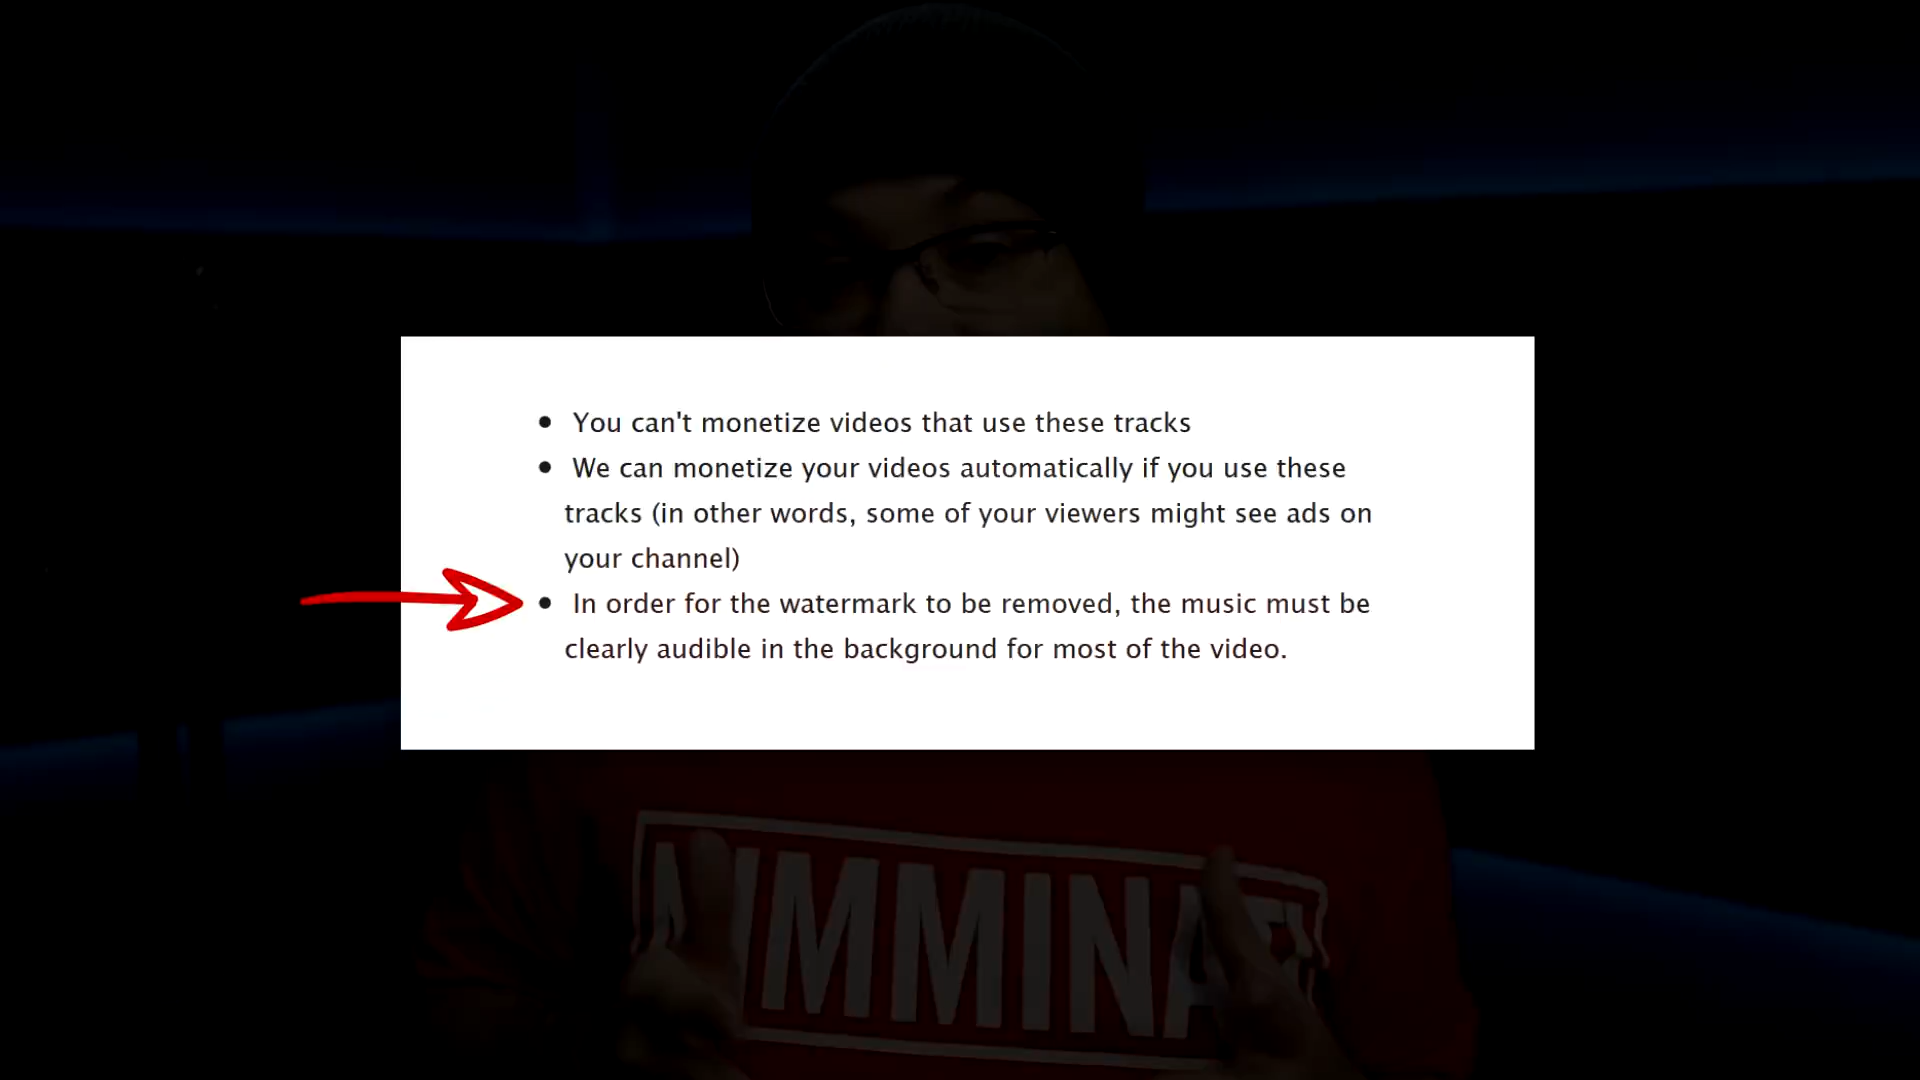 • You can't monetize videos that use these tracks
• We can monetize your videos automatically if you use these
tracks (in other words, some of your viewers might see ads on
your channel)
• In order for the watermark to be removed, the music must be
clearly audible in the background for most of the video.